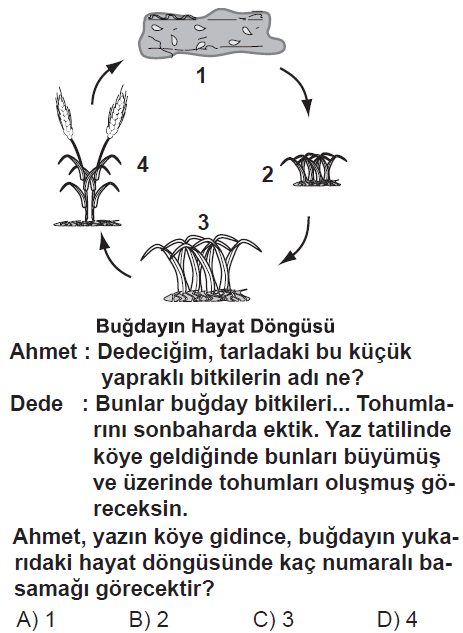 1
2
3
4
Buğdayın Hayat Döngüsü
Ahmet : Dedeciğim, tarladaki bu küçük
yapraklı bitkilerin adı ne?
Dede : Bunlar buğday bitkileri... Tohumla-
rını sonbaharda ektik. Yaz tatilinde
köye geldiğinde bunları büyümüş
ve üzerinde tohumları oluşmuş gö-
receksin.
Ahmet, yazın köye gidince, buğdayın yuka-
rıdaki hayat döngüsünde kaç numaralı ba-
samağı görecektir?
A) 1 B) 2 C) 3 D) 4